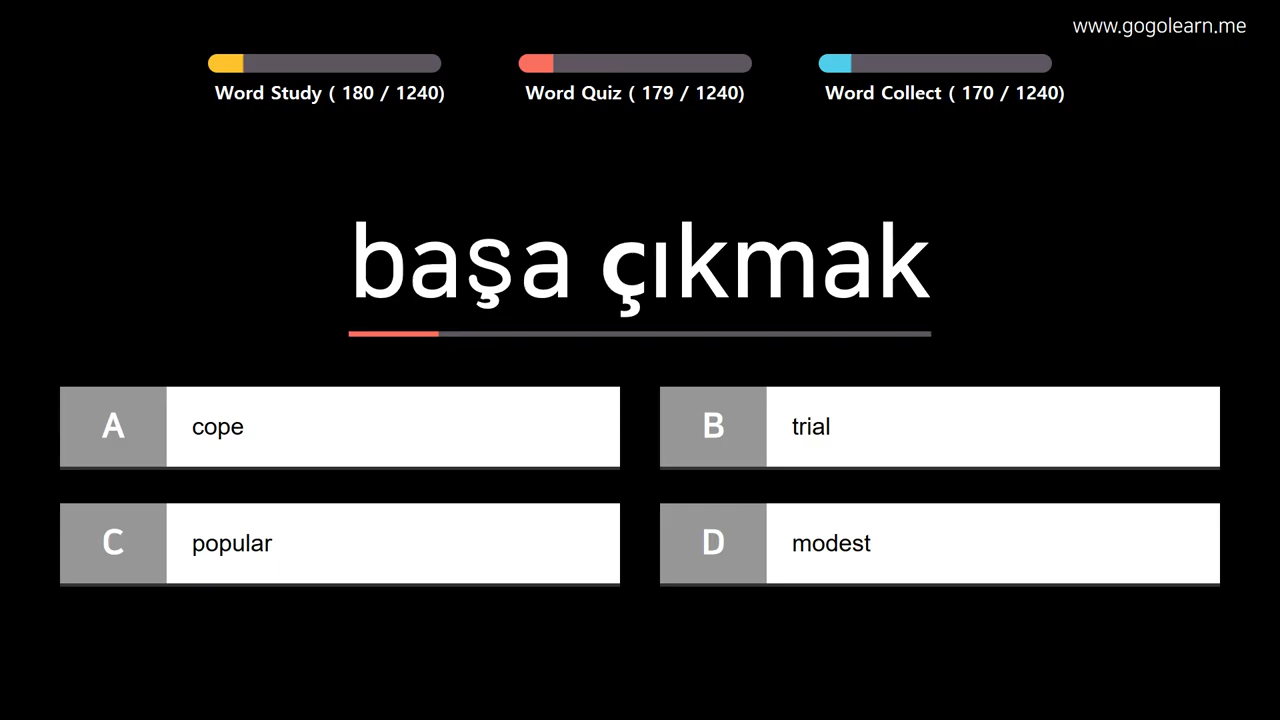 www.gogolearn.me
Word Study ( 180 / 1240)
Word Quiz ( 179 / 1240)
Word Collect ( 170 / 1240)
başa çıkmak
A
cope
B
trial
C
popular
D
modest